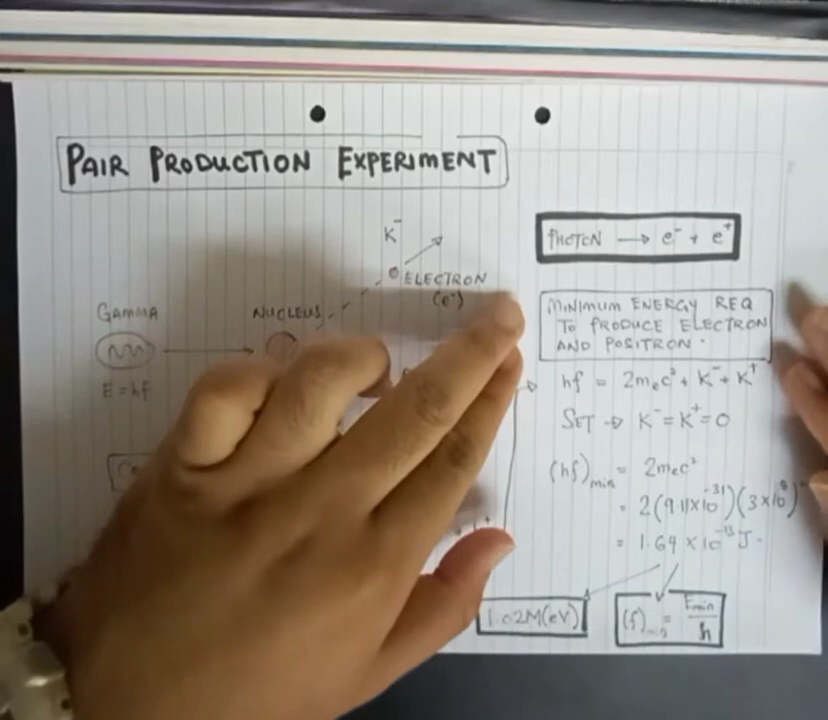 PAIR PRODUCTION EXPERIMENT
K⁻
ELECTRON
(e⁻)
GAMMA
NUCLEUS
E = hf
PHOTON → e⁻ + e⁺
MINIMUM ENERGY REQ
TO PRODUCE ELECTRON
AND POSITRON.
hf = 2mₑc² + K⁻ + K⁺
SET → K⁻ = K⁺ = 0
(hf)min = 2mₑc²
= 2(9.11×10⁻³¹)(3×10⁸)²
= 1.64 × 10⁻¹³ J.
1.02M(eV)
(f)min = Emin/h